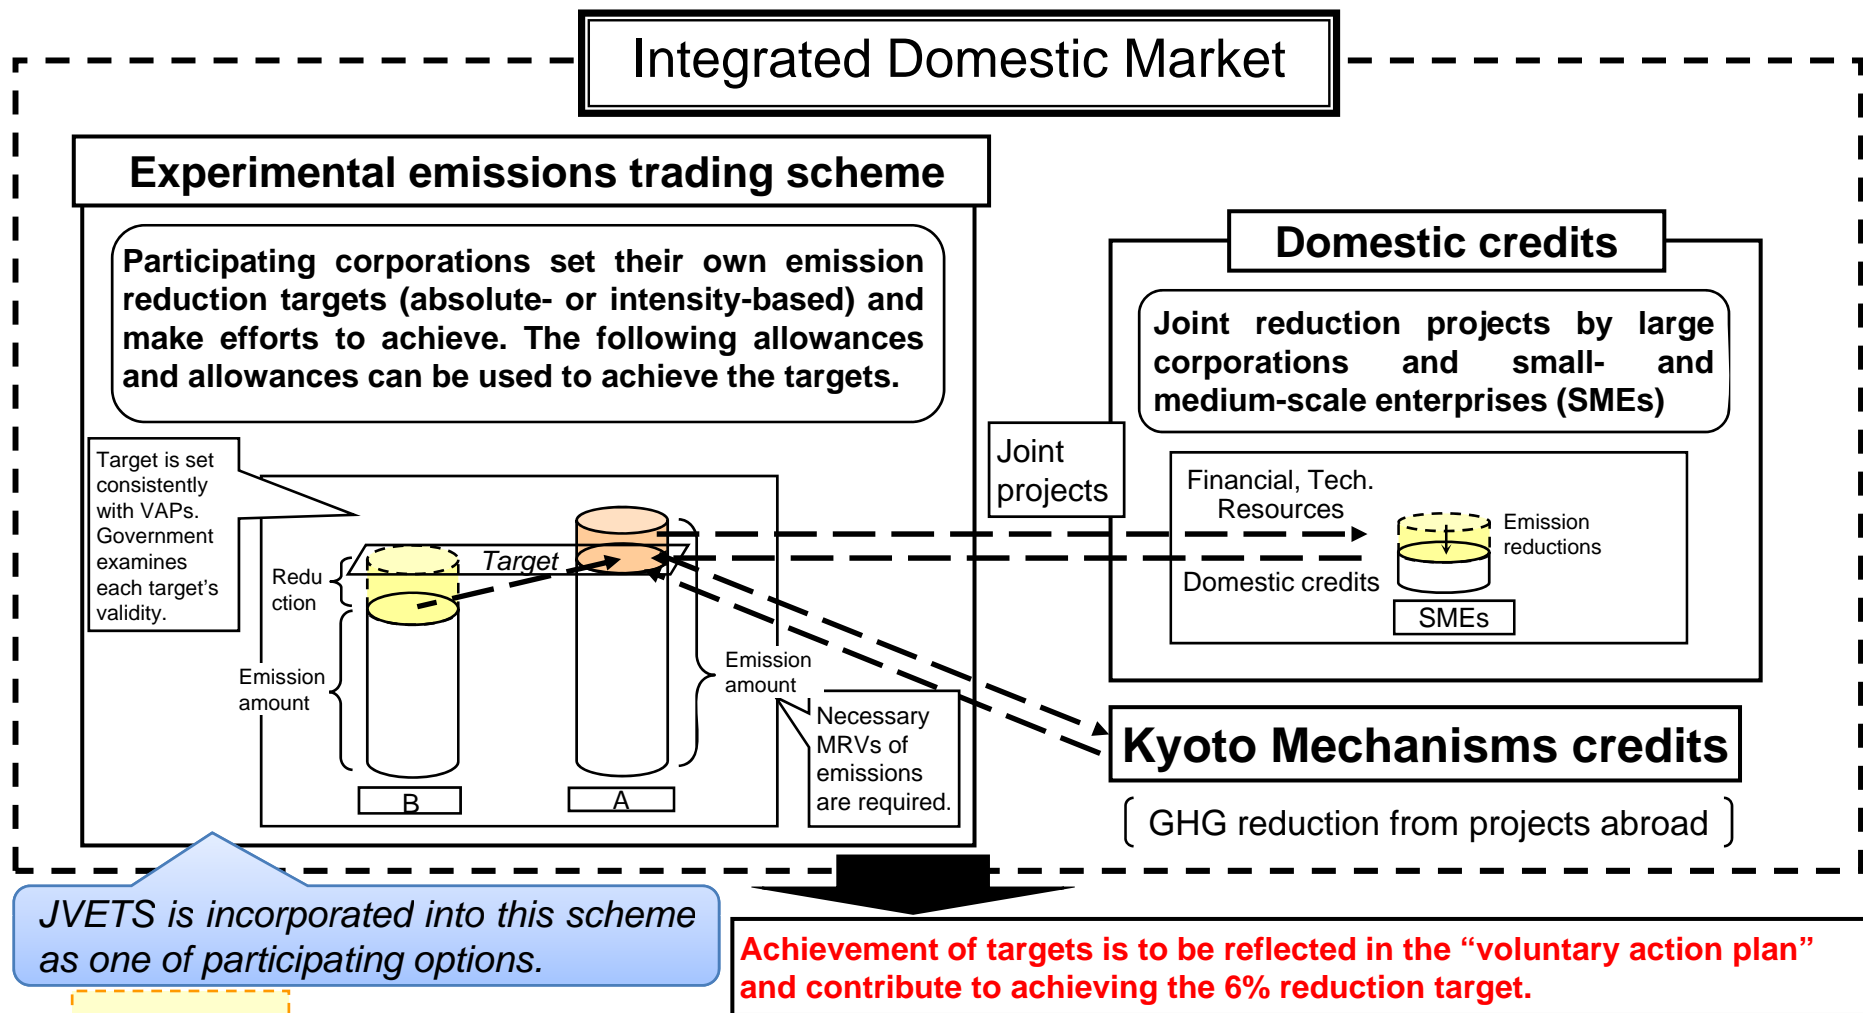 Integrated Domestic Market
Experimental emissions trading scheme
Participating corporations set their own emission
reduction targets (absolute- or intensity-based) and
make efforts to achieve. The following allowances
and allowances can be used to achieve the targets.
Target is set
consistently
with VAPs.
Government
examines
each target's
validity.
Target
Redu
ction
Emission
amount
B
A
Emission
amount
Necessary
MRVs of
emissions
are required.
Joint
projects
Domestic credits
Joint reduction projects by large
corporations and small- and
medium-scale enterprises (SMEs)
Financial, Tech.
Resources
Domestic credits
Emission
reductions
SMEs
Kyoto Mechanisms credits
GHG reduction from projects abroad
JVETS is incorporated into this scheme
as one of participating options.
Achievement of targets is to be reflected in the “voluntary action plan”
and contribute to achieving the 6% reduction target.